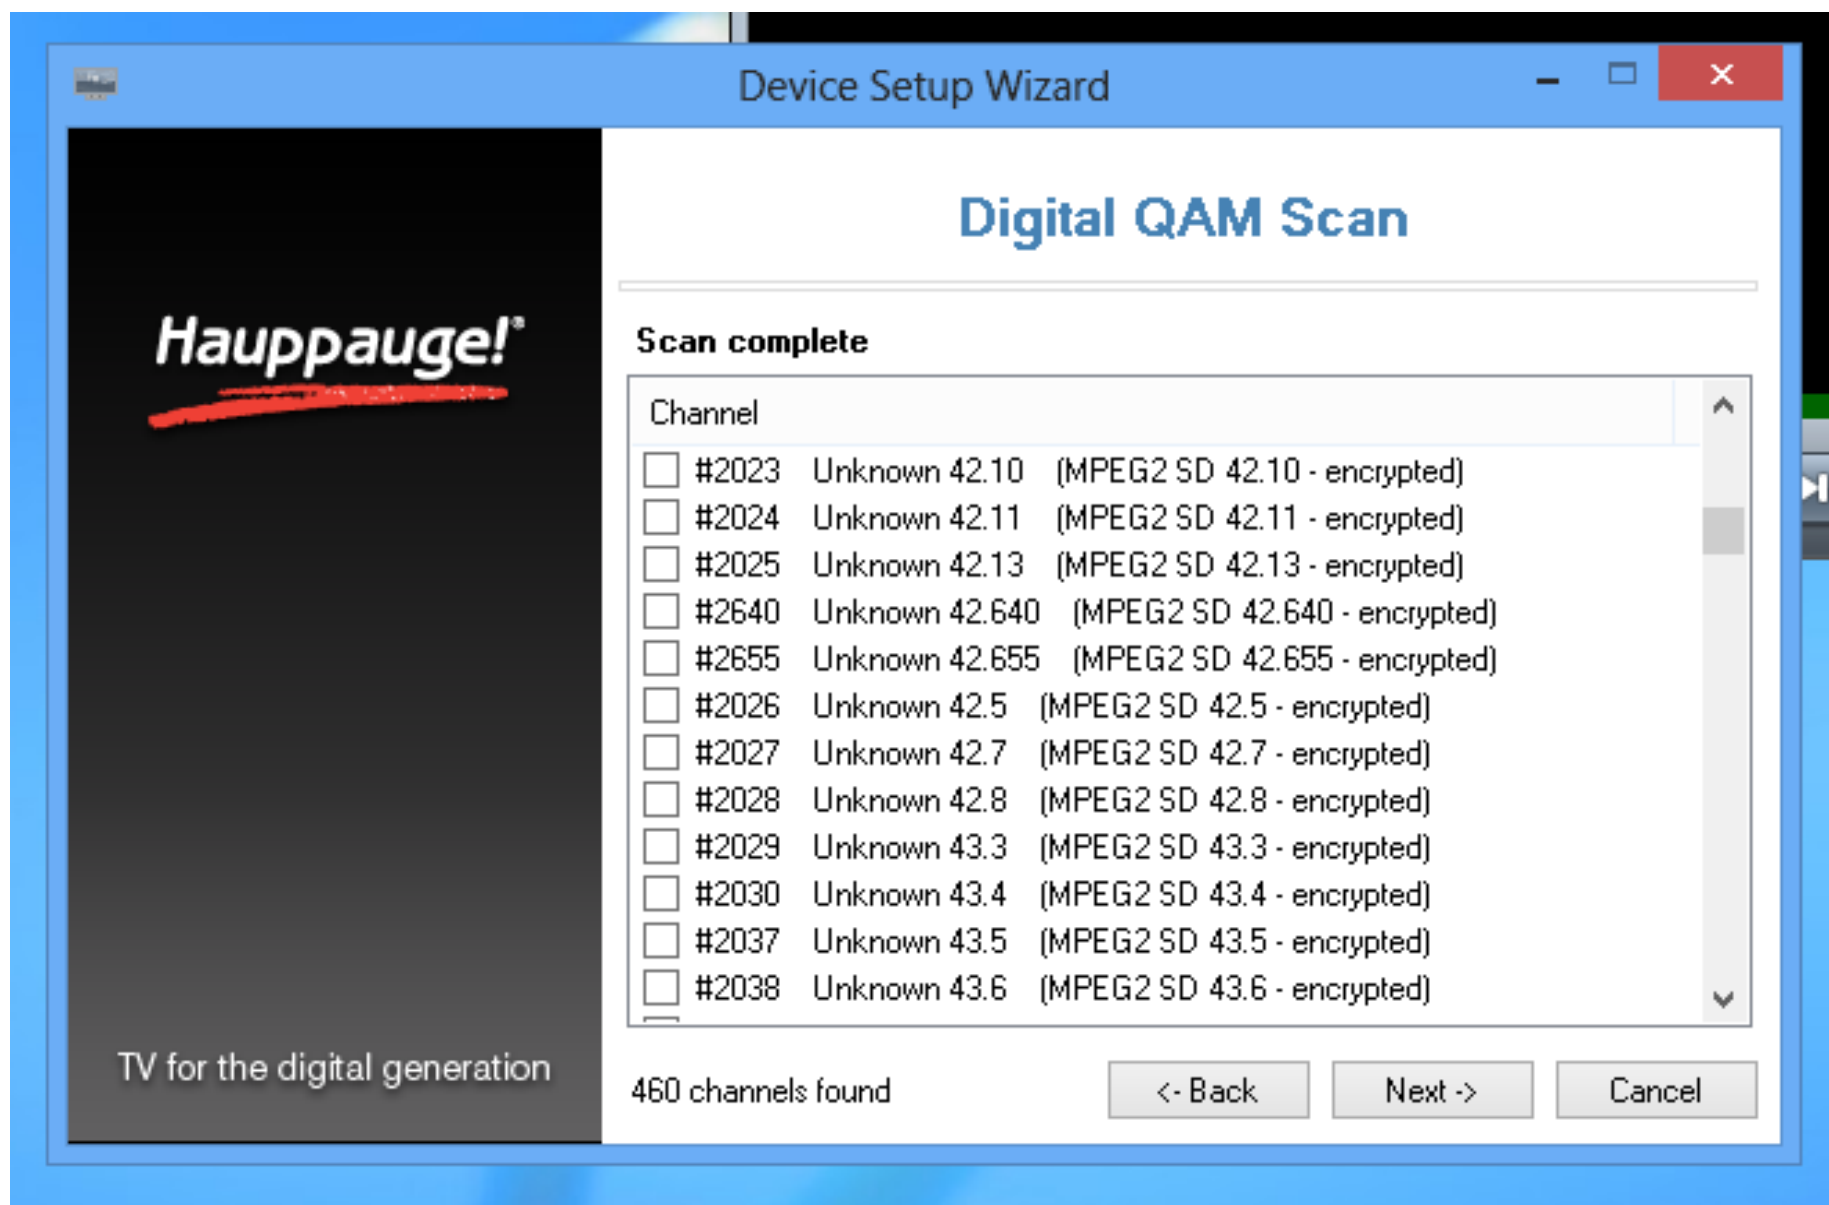 Device Setup Wizard
Hauppauge!®
TV for the digital generation
Digital QAM Scan
Scan complete
Channel
#2023 Unknown 42.10 (MPEG2 SD 42.10 - encrypted)
#2024 Unknown 42.11 (MPEG2 SD 42.11 - encrypted)
#2025 Unknown 42.13 (MPEG2 SD 42.13 - encrypted)
#2640 Unknown 42.640 (MPEG2 SD 42.640 - encrypted)
#2655 Unknown 42.655 (MPEG2 SD 42.655 - encrypted)
#2026 Unknown 42.5 (MPEG2 SD 42.5 - encrypted)
#2027 Unknown 42.7 (MPEG2 SD 42.7 - encrypted)
#2028 Unknown 42.8 (MPEG2 SD 42.8 - encrypted)
#2029 Unknown 43.3 (MPEG2 SD 43.3 - encrypted)
#2030 Unknown 43.4 (MPEG2 SD 43.4 - encrypted)
#2037 Unknown 43.5 (MPEG2 SD 43.5 - encrypted)
#2038 Unknown 43.6 (MPEG2 SD 43.6 - encrypted)
460 channels found
<- Back
Next ->
Cancel